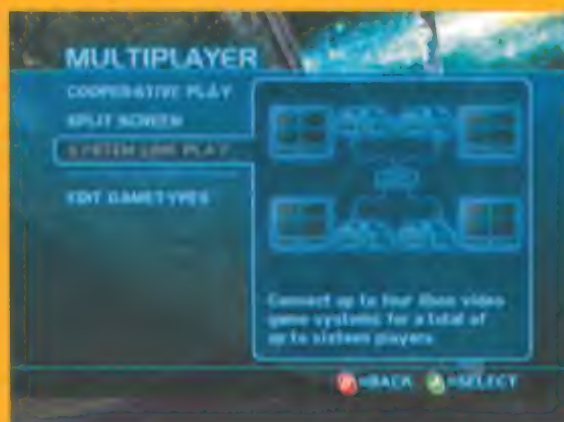 MULTIPLAYER
COOPERATIVE PLAY
SPLIT SCREEN
SYSTEM LINK PLAY
EDIT GAMETYPES
Connect up to four Xbox video
game systems for a total of
up to sixteen players
B=BACK A=SELECT